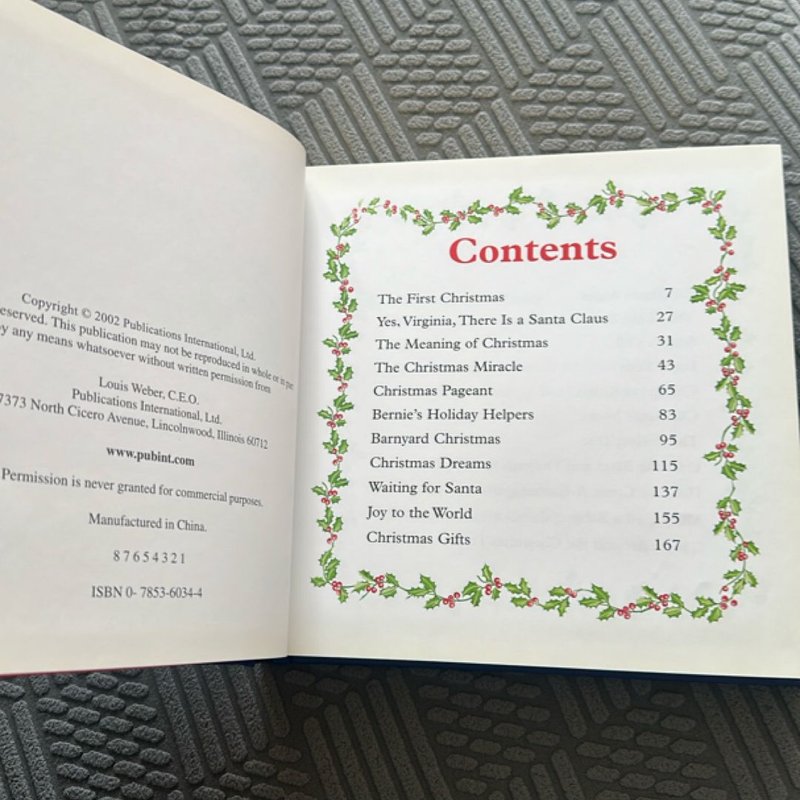 Copyright © 2002 Publications International, Ltd.
reserved. This publication may not be reproduced in whole or in part
by any means whatsoever without written permission from
Louis Weber, C.E.O.
Publications International, Ltd.
7373 North Cicero Avenue, Lincolnwood, Illinois 60712
www.pubint.com
Permission is never granted for commercial purposes.
Manufactured in China.
8 7 6 5 4 3 2 1
ISBN 0- 7853-6034-4
Contents
The First Christmas 7
Yes, Virginia, There Is a Santa Claus 27
The Meaning of Christmas 31
The Christmas Miracle 43
Christmas Pageant 65
Bernie's Holiday Helpers 83
Barnyard Christmas 95
Christmas Dreams 115
Waiting for Santa 137
Joy to the World 155
Christmas Gifts 167